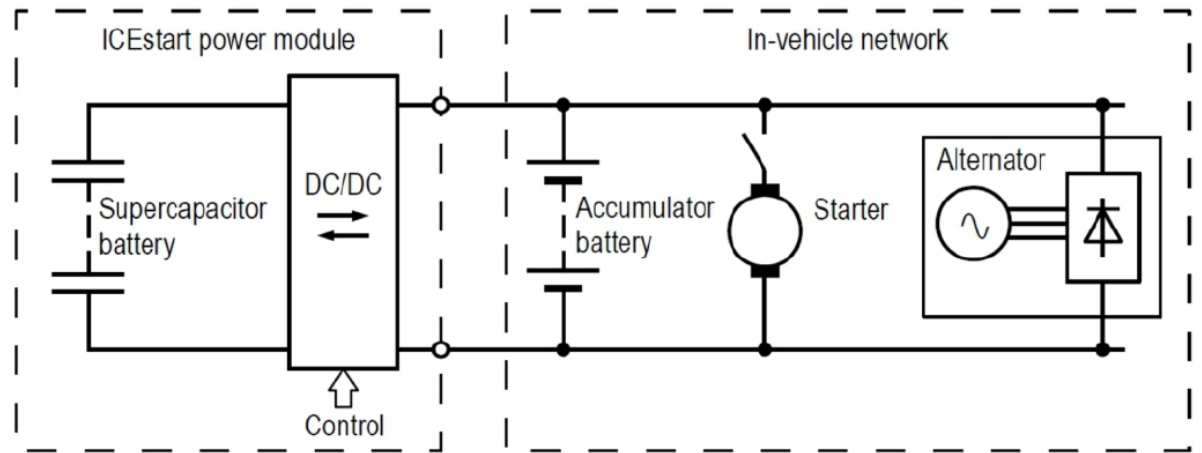 ICEstart power module
In-vehicle network
DC/DC
Supercapacitor
battery
Accumulator
battery
Starter
Alternator
Control